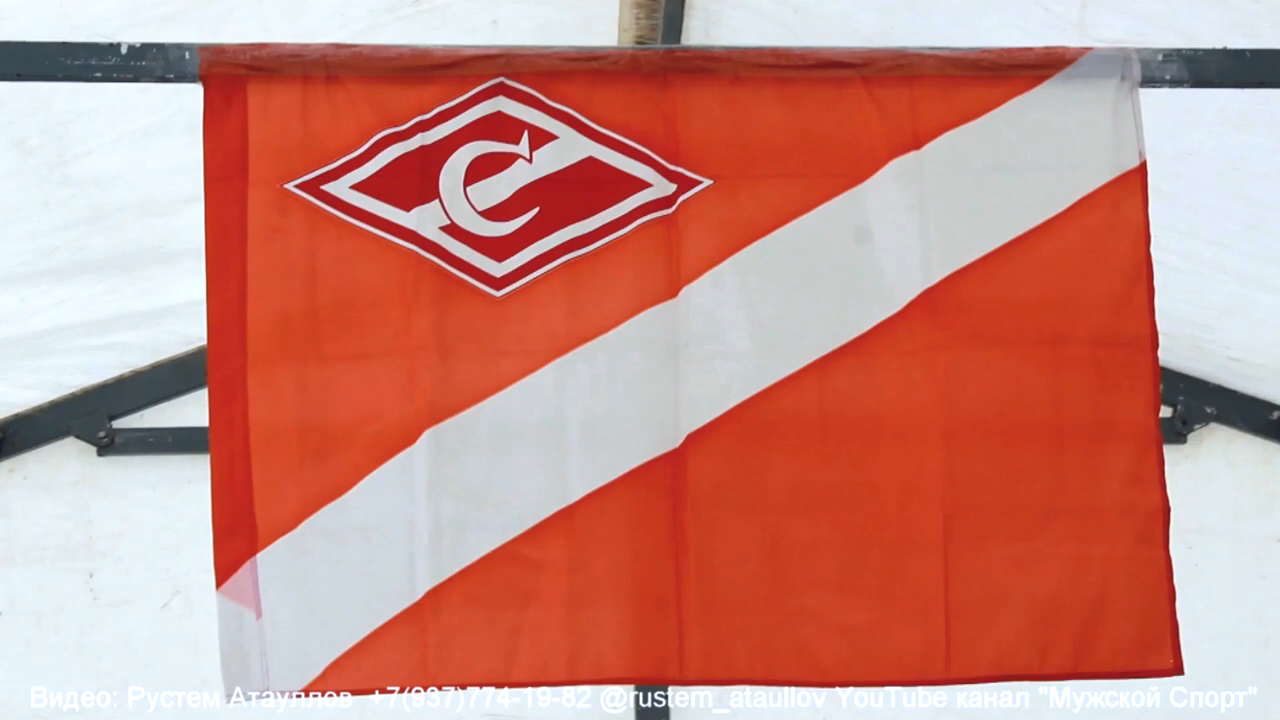 С
Видео: Рустем Атауллов +7(937)774-19-82 @rustem_ataullov YouTube канал "Мужской Спорт"